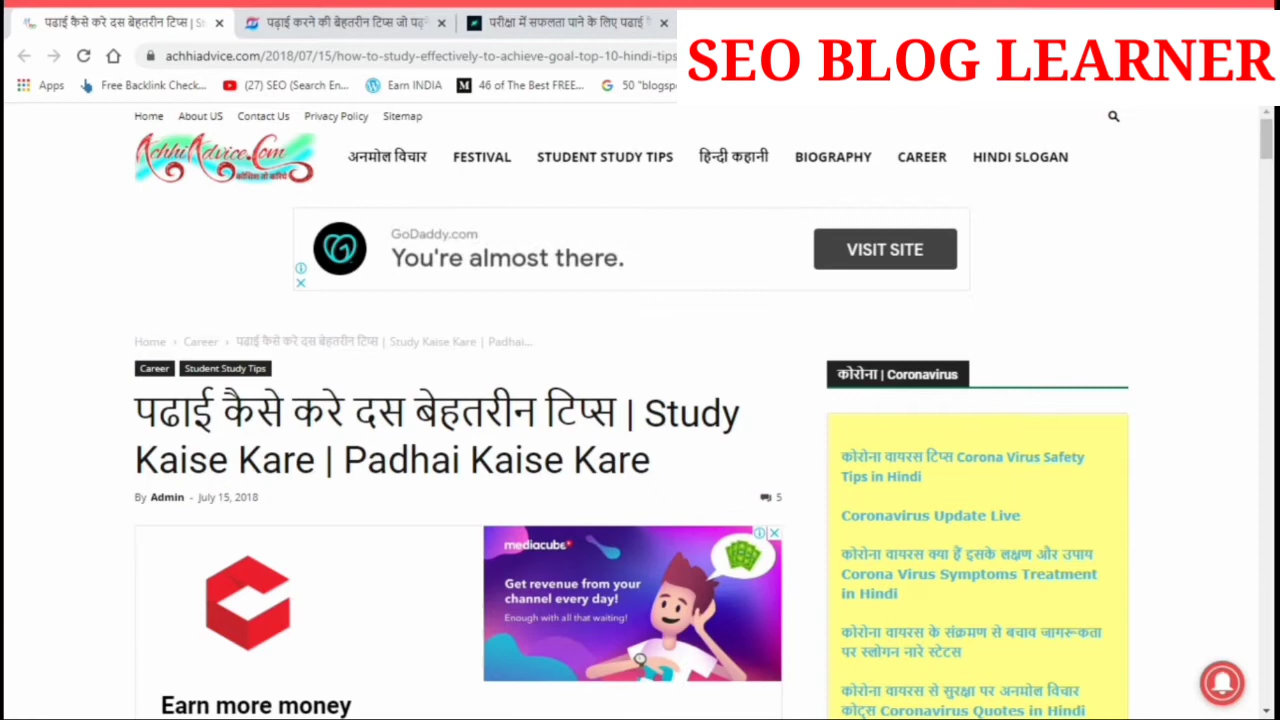 पढाई कैसे करे दस बेहतरीन टिप्स | S
पढ़ाई करने की बेहतरीन टिप्स जो
परीक्षा में सफलता पाने के लिए पढाई
SEO BLOG LEARNER
achhiadvice.com/2018/07/15/how-to-study-effectively-to-achieve-goal-top-10-hindi-tips
Apps Free Backlink Check... (27) SEO (Search En... Earn INDIA 46 of The Best FREE... 50 "blogsp
Home About US Contact Us Privacy Policy Sitemap
AchhiAdvice.Com
कोशिश तो करिये
अनमोल विचार FESTIVAL STUDENT STUDY TIPS हिन्दी कहानी BIOGRAPHY CAREER HINDI SLOGAN
GoDaddy.com
You're almost there.
VISIT SITE
Home › Career › पढाई कैसे करे दस बेहतरीन टिप्स | Study Kaise Kare | Padhai...
Career Student Study Tips
पढाई कैसे करे दस बेहतरीन टिप्स | Study
Kaise Kare | Padhai Kaise Kare
By Admin - July 15, 2018 5
mediacube
Get revenue from your
channel every day!
Enough with all that waiting!
Earn more money
कोरोना | Coronavirus
कोरोना वायरस टिप्स Corona Virus Safety
Tips in Hindi
Coronavirus Update Live
कोरोना वायरस क्या हैं इसके लक्षण और उपाय
Corona Virus Symptoms Treatment
in Hindi
कोरोना वायरस के संक्रमण से बचाव जागरूकता
पर स्लोगन नारे स्टेटस
कोरोना वायरस से सुरक्षा पर अनमोल विचार
कोट्स Coronavirus Quotes in Hindi